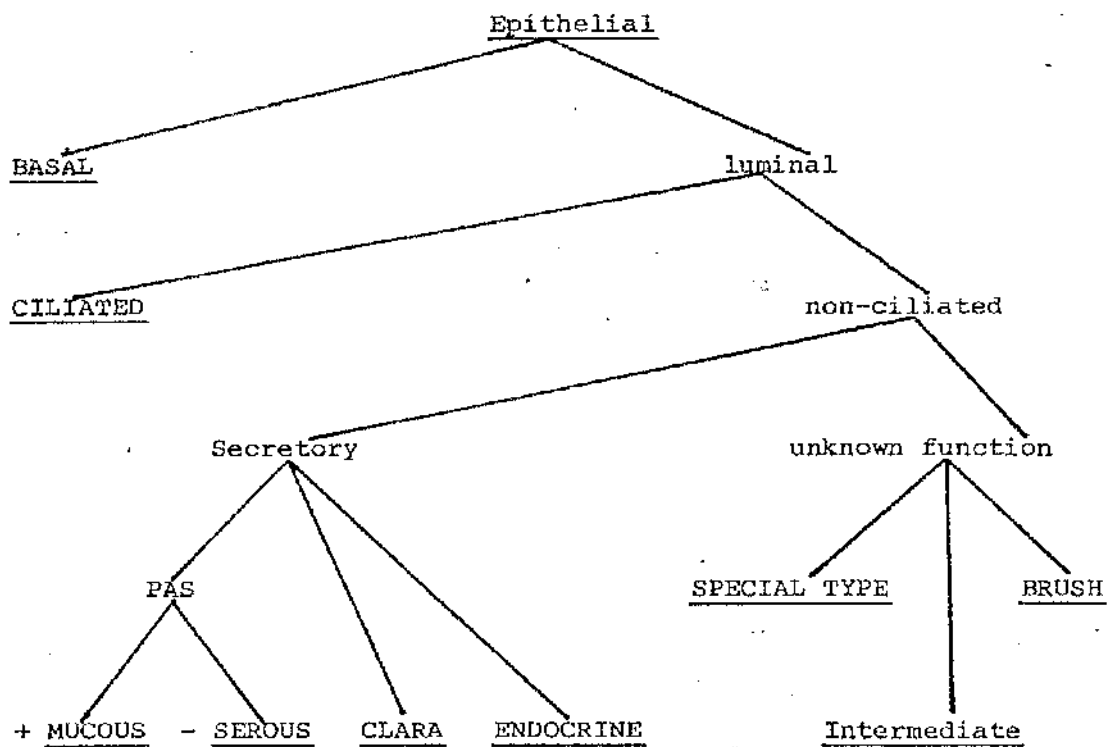 Epithelial
BASAL luminal
CILIATED non-ciliated
Secretory unknown function
PAS SPECIAL TYPE BRUSH
+ MUCOUS - SEROUS CLARA ENDOCRINE Intermediate